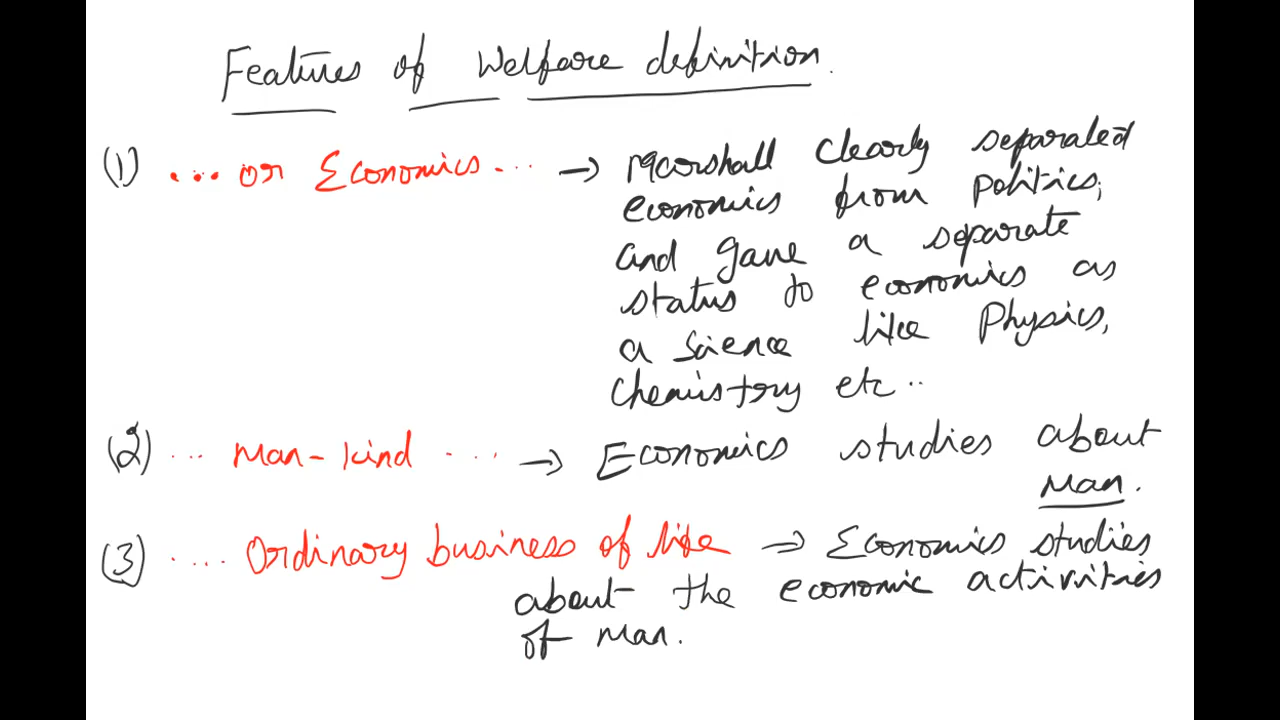 Features of Welfare definition.
(1) ... or Economics... → Marshall clearly separated
economics from politics,
and gave a separate
status to economics as
a science like Physics,
chemistry etc..
(2) ... Man-kind .... → Economics studies about
Man.
(3) .... Ordinary business of life → Economics studies
about the economic activities
of Man.